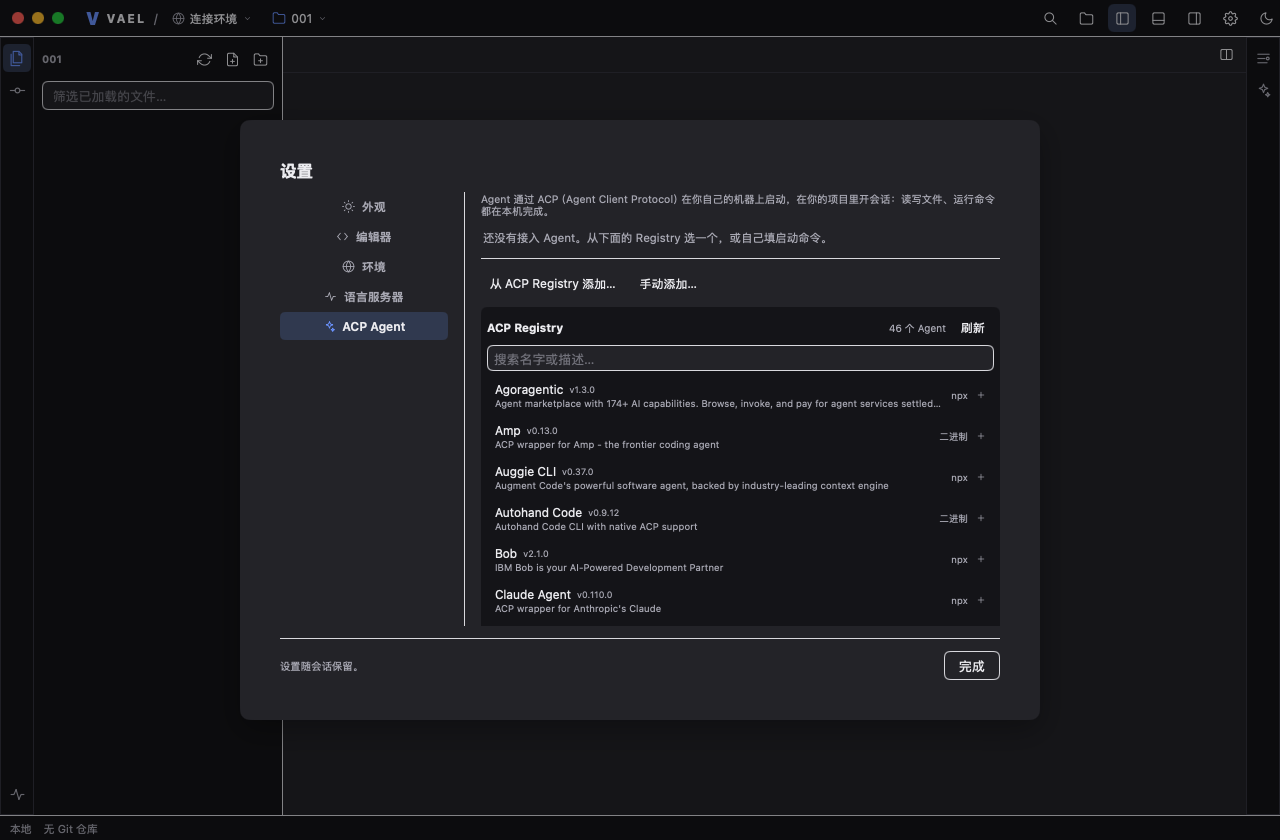 VAEL / 连接环境 001
001
筛选已加载的文件...
设置
外观
编辑器
环境
语言服务器
ACP Agent
Agent 通过 ACP (Agent Client Protocol) 在你自己的机器上启动，在你的项目里开会话：读写文件、运行命令
都在本机完成。
还没有接入 Agent。从下面的 Registry 选一个，或自己填启动命令。
从 ACP Registry 添加... 手动添加...
ACP Registry 46 个 Agent 刷新
搜索名字或描述...
Agoragentic v1.3.0
Agent marketplace with 174+ AI capabilities. Browse, invoke, and pay for agent services settled...
npx +
Amp v0.13.0
ACP wrapper for Amp - the frontier coding agent
二进制 +
Auggie CLI v0.37.0
Augment Code's powerful software agent, backed by industry-leading context engine
npx +
Autohand Code v0.9.12
Autohand Code CLI with native ACP support
二进制 +
Bob v2.1.0
IBM Bob is your AI-Powered Development Partner
npx +
Claude Agent v0.110.0
ACP wrapper for Anthropic's Claude
npx +
设置随会话保留。
完成
本地 无 Git 仓库